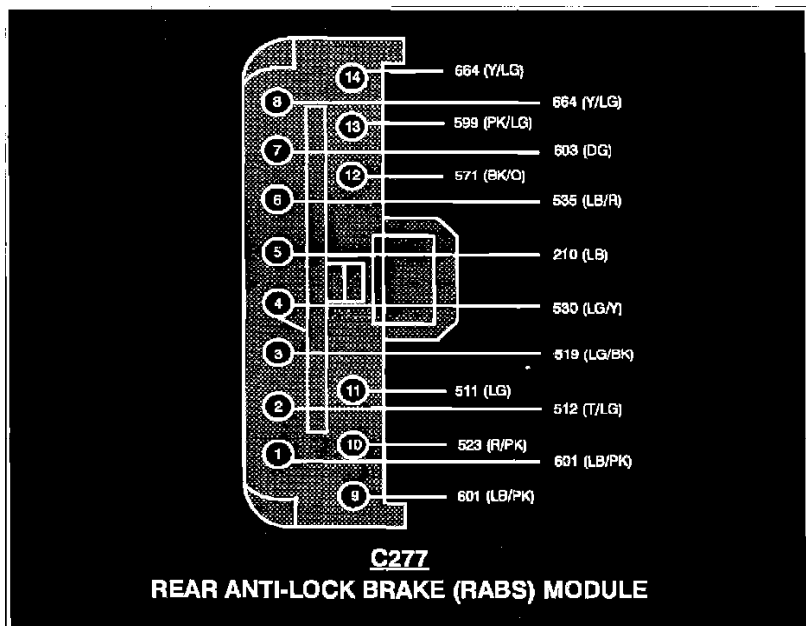 14 664 (Y/LG)
8 664 (Y/LG)
13 599 (PK/LG)
7 603 (DG)
12 571 (BK/O)
6 535 (LB/R)
5 210 (LB)
4 530 (LG/Y)
3 519 (LG/BK)
11 511 (LG)
2 512 (T/LG)
10 523 (R/PK)
1 601 (LB/PK)
9 601 (LB/PK)
C277
REAR ANTI-LOCK BRAKE (RABS) MODULE